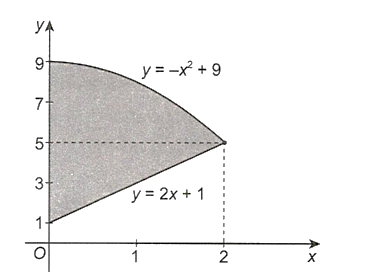 y
9
y = –x² + 9
7
5
3
y = 2x + 1
1
O
1
2
x